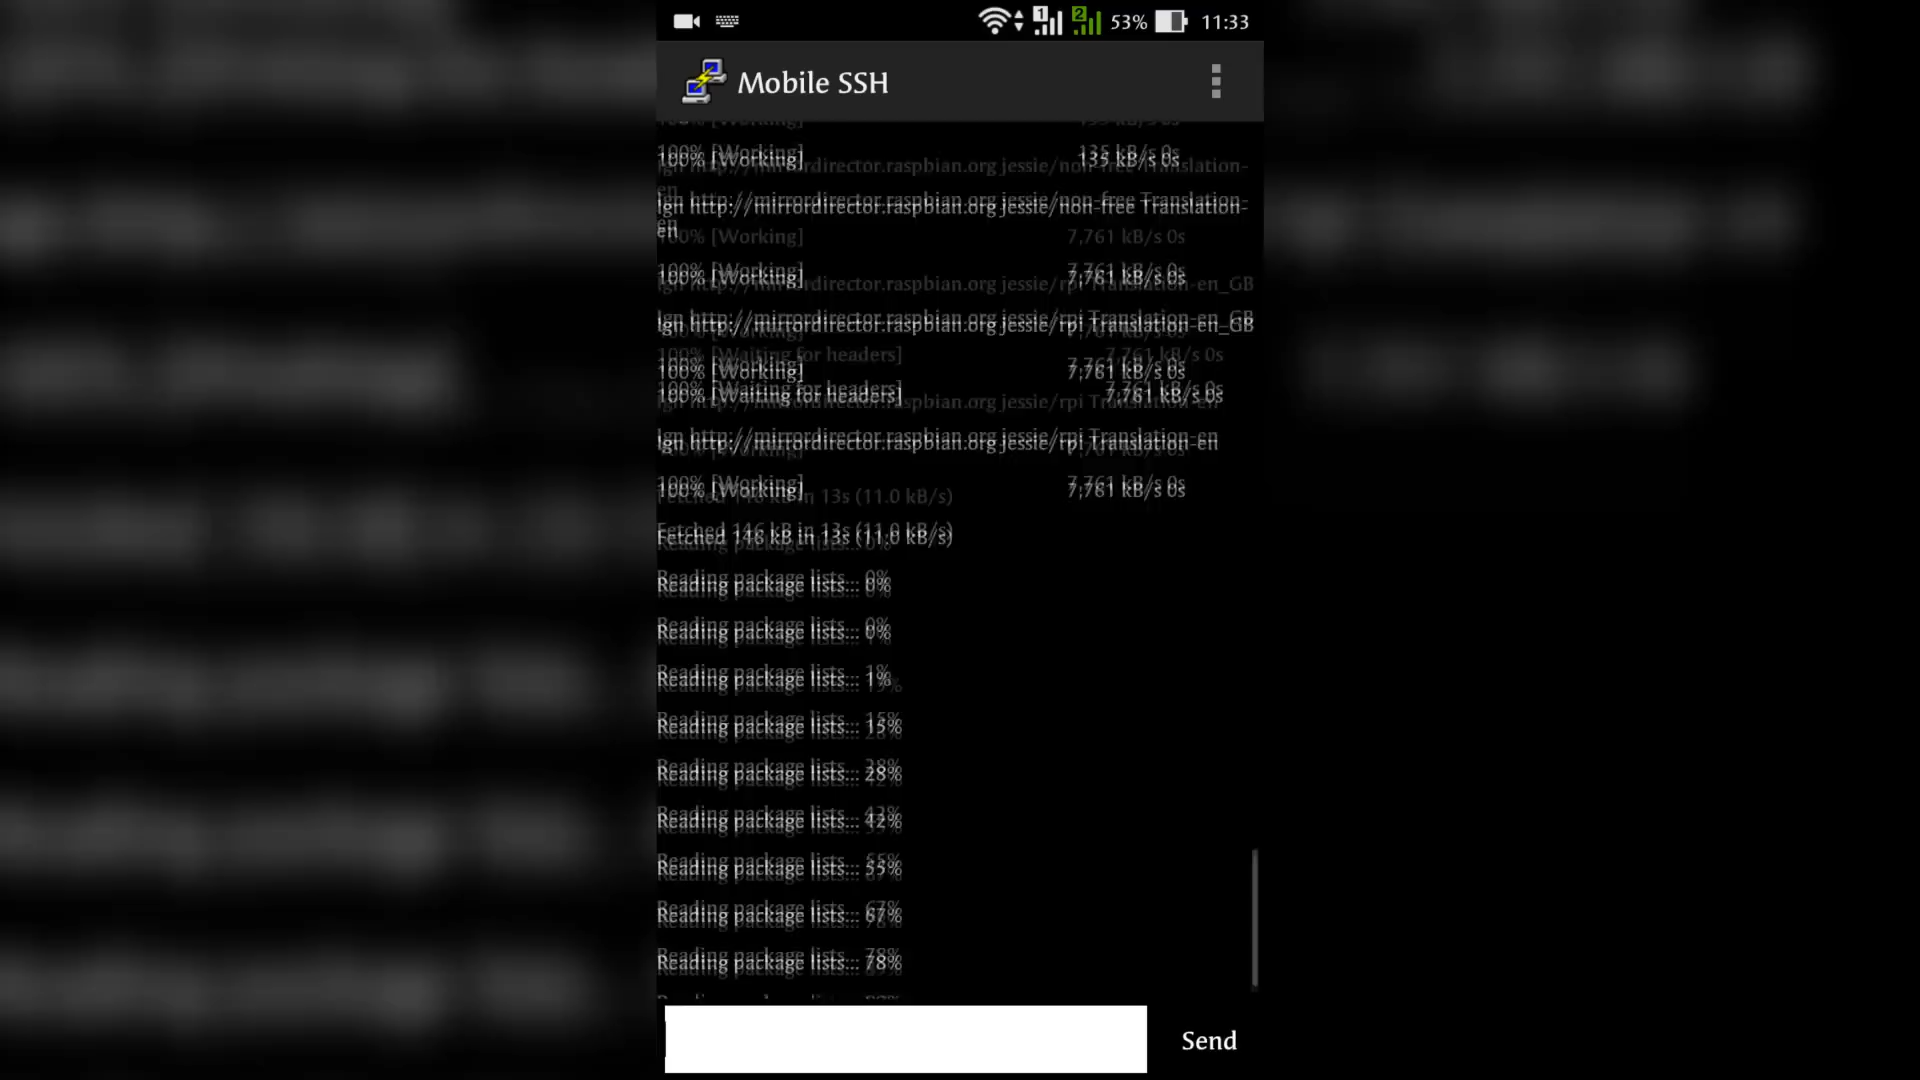 1 2 53% 11:33
Mobile SSH
100% [Working] 135 kB/s 0s
Ign http://mirrordirector.raspbian.org jessie/non-free Translation-
en
100% [Working] 7,761 kB/s 0s
Ign http://mirrordirector.raspbian.org jessie/rpi Translation-en_GB
100% [Working] 7,761 kB/s 0s
100% [Waiting for headers] 7,761 kB/s 0s
Ign http://mirrordirector.raspbian.org jessie/rpi Translation-en
100% [Working] 7,761 kB/s 0s
Fetched 146 kB in 13s (11.0 kB/s)
Reading package lists... 0%
Reading package lists... 0%
Reading package lists... 1%
Reading package lists... 15%
Reading package lists... 28%
Reading package lists... 42%
Reading package lists... 55%
Reading package lists... 67%
Reading package lists... 78%
Send